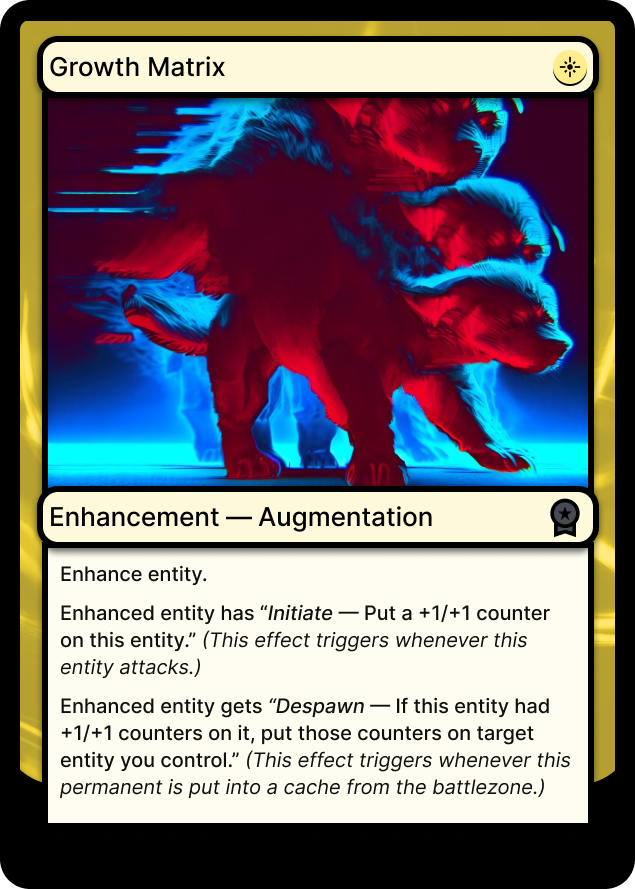 Growth Matrix
Enhancement — Augmentation
Enhance entity.
Enhanced entity has “Initiate — Put a +1/+1 counter
on this entity.” (This effect triggers whenever this
entity attacks.)
Enhanced entity gets “Despawn — If this entity had
+1/+1 counters on it, put those counters on target
entity you control.” (This effect triggers whenever this
permanent is put into a cache from the battlezone.)